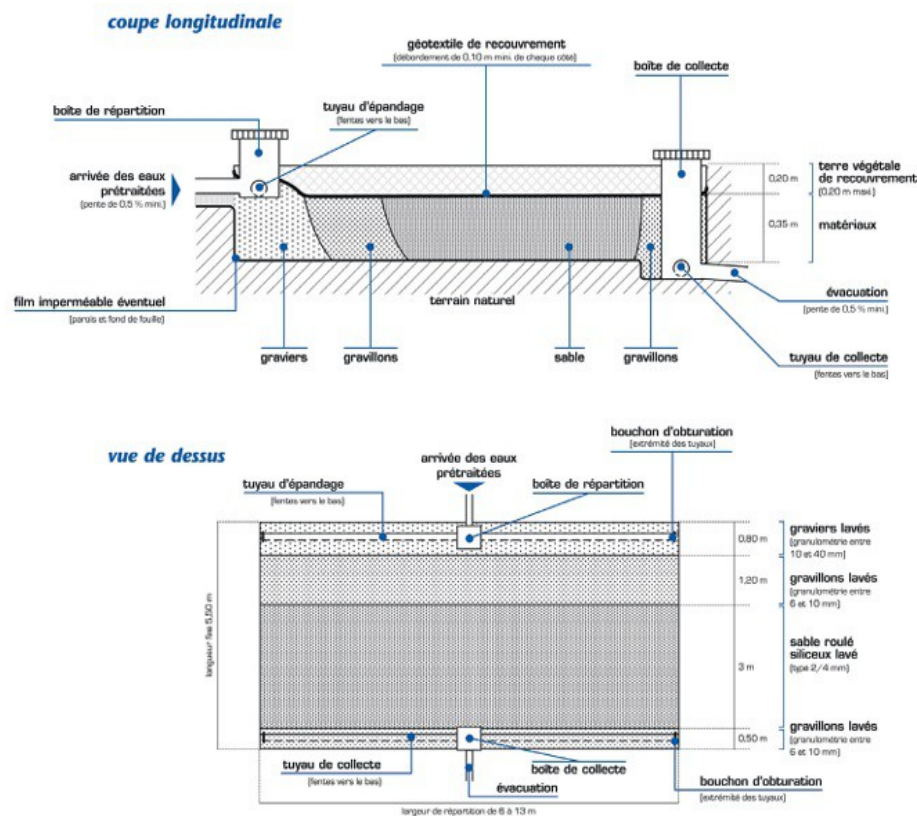 coupe longitudinale
géotextile de recouvrement
(débordement de 0,10 m mini. de chaque côté)
boîte de collecte
tuyau d'épandage
(fentes vers le bas)
boîte de répartition
arrivée des eaux
prétraitées
(pente de 0,5 % mini.)
0,20 m
terre végétale
de recouvrement
(0,20 m maxi.)
0,35 m
matériaux
film imperméable éventuel
(parois et fond de fouille)
terrain naturel
évacuation
(pente de 0,5 % mini.)
graviers
gravillons
sable
gravillons
tuyau de collecte
(fentes vers le bas)
vue de dessus
bouchon d'obturation
(extrémité des tuyaux)
arrivée des eaux
prétraitées
tuyau d'épandage
(fentes vers le bas)
boîte de répartition
0,80 m
graviers lavés
(granulométrie entre
10 et 40 mm)
1,20 m
gravillons lavés
(granulométrie entre
6 et 10 mm)
longueur fixe 5,50 m
3 m
sable roulé
siliceux lavé
(type 2/4 mm)
0,50 m
gravillons lavés
(granulométrie entre
6 et 10 mm)
tuyau de collecte
(fentes vers le bas)
boîte de collecte
évacuation
bouchon d'obturation
(extrémité des tuyaux)
largeur de répartition de 6 à 13 m